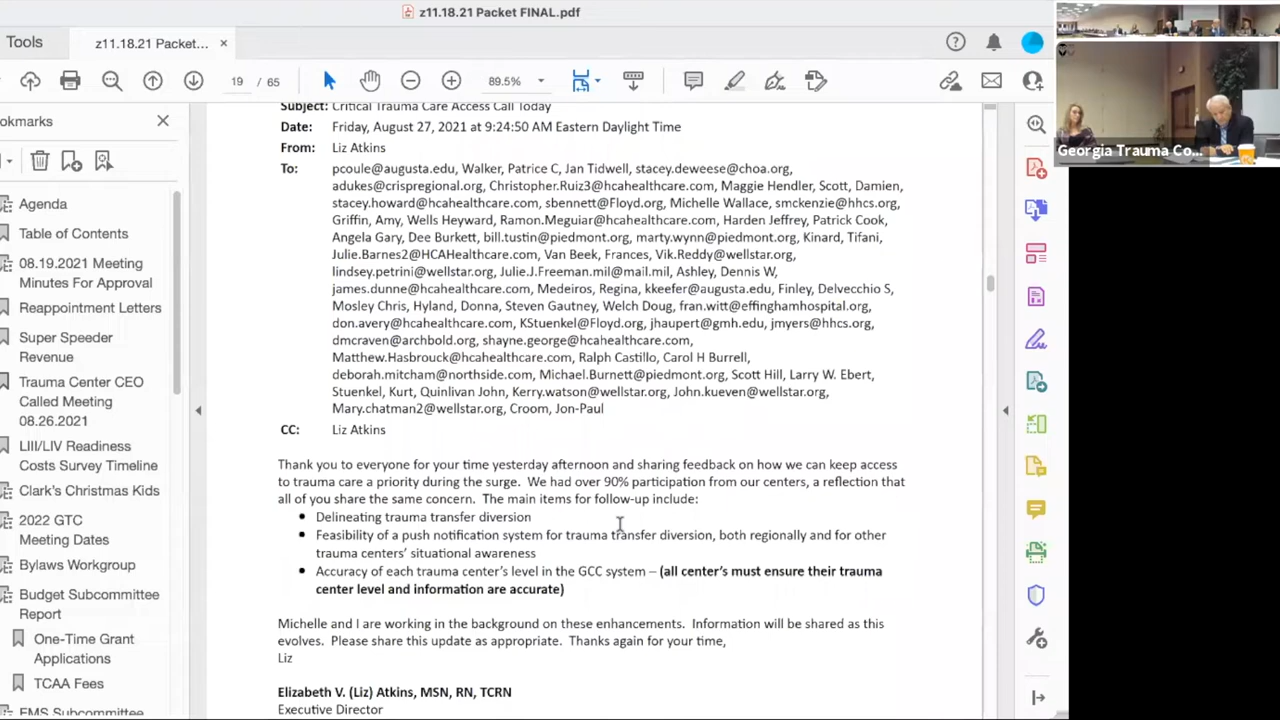 z11.18.21 Packet FINAL.pdf
Tools
z11.18.21 Packet... ×
19 / 65
89.5%
okmarks
Agenda
Table of Contents
08.19.2021 Meeting
Minutes For Approval
Reappointment Letters
Super Speeder
Revenue
Trauma Center CEO
Called Meeting
08.26.2021
LIII/LIV Readiness
Costs Survey Timeline
Clark's Christmas Kids
2022 GTC
Meeting Dates
Bylaws Workgroup
Budget Subcommittee
Report
One-Time Grant
Applications
TCAA Fees
EMS Subcommittee
Subject: Critical Trauma Care Access Call Today
Date: Friday, August 27, 2021 at 9:24:50 AM Eastern Daylight Time
From: Liz Atkins
To: pcoule@augusta.edu, Walker, Patrice C, Jan Tidwell, stacey.deweese@choa.org,
adukes@crispregional.org, Christopher.Ruiz3@hcahealthcare.com, Maggie Hendler, Scott, Damien,
stacey.howard@hcahealthcare.com, sbennett@Floyd.org, Michelle Wallace, smckenzie@hhcs.org,
Griffin, Amy, Wells Heyward, Ramon.Meguiar@hcahealthcare.com, Harden Jeffrey, Patrick Cook,
Angela Gary, Dee Burkett, bill.tustin@piedmont.org, marty.wynn@piedmont.org, Kinard, Tifani,
Julie.Barnes2@HCAHealthcare.com, Van Beek, Frances, Vik.Reddy@wellstar.org,
lindsey.petrini@wellstar.org, Julie.J.Freeman.mil@mail.mil, Ashley, Dennis W,
james.dunne@hcahealthcare.com, Medeiros, Regina, kkeefer@augusta.edu, Finley, Delvecchio S,
Mosley Chris, Hyland, Donna, Steven Gautney, Welch Doug, fran.witt@effinghamhospital.org,
don.avery@hcahealthcare.com, KStuenkel@Floyd.org, jhaupert@gmh.edu, jmyers@hhcs.org,
dmcraven@archbold.org, shayne.george@hcahealthcare.com,
Matthew.Hasbrouck@hcahealthcare.com, Ralph Castillo, Carol H Burrell,
deborah.mitcham@northside.com, Michael.Burnett@piedmont.org, Scott Hill, Larry W. Ebert,
Stuenkel, Kurt, Quinlivan John, Kerry.watson@wellstar.org, John.kueven@wellstar.org,
Mary.chatman2@wellstar.org, Croom, Jon-Paul
CC: Liz Atkins
Thank you to everyone for your time yesterday afternoon and sharing feedback on how we can keep access
to trauma care a priority during the surge. We had over 90% participation from our centers, a reflection that
all of you share the same concern. The main items for follow-up include:
• Delineating trauma transfer diversion
• Feasibility of a push notification system for trauma transfer diversion, both regionally and for other
trauma centers' situational awareness
• Accuracy of each trauma center's level in the GCC system – (all center's must ensure their trauma
center level and information are accurate)
Michelle and I are working in the background on these enhancements. Information will be shared as this
evolves. Please share this update as appropriate. Thanks again for your time,
Liz
Elizabeth V. (Liz) Atkins, MSN, RN, TCRN
Executive Director
Georgia Trauma Co...